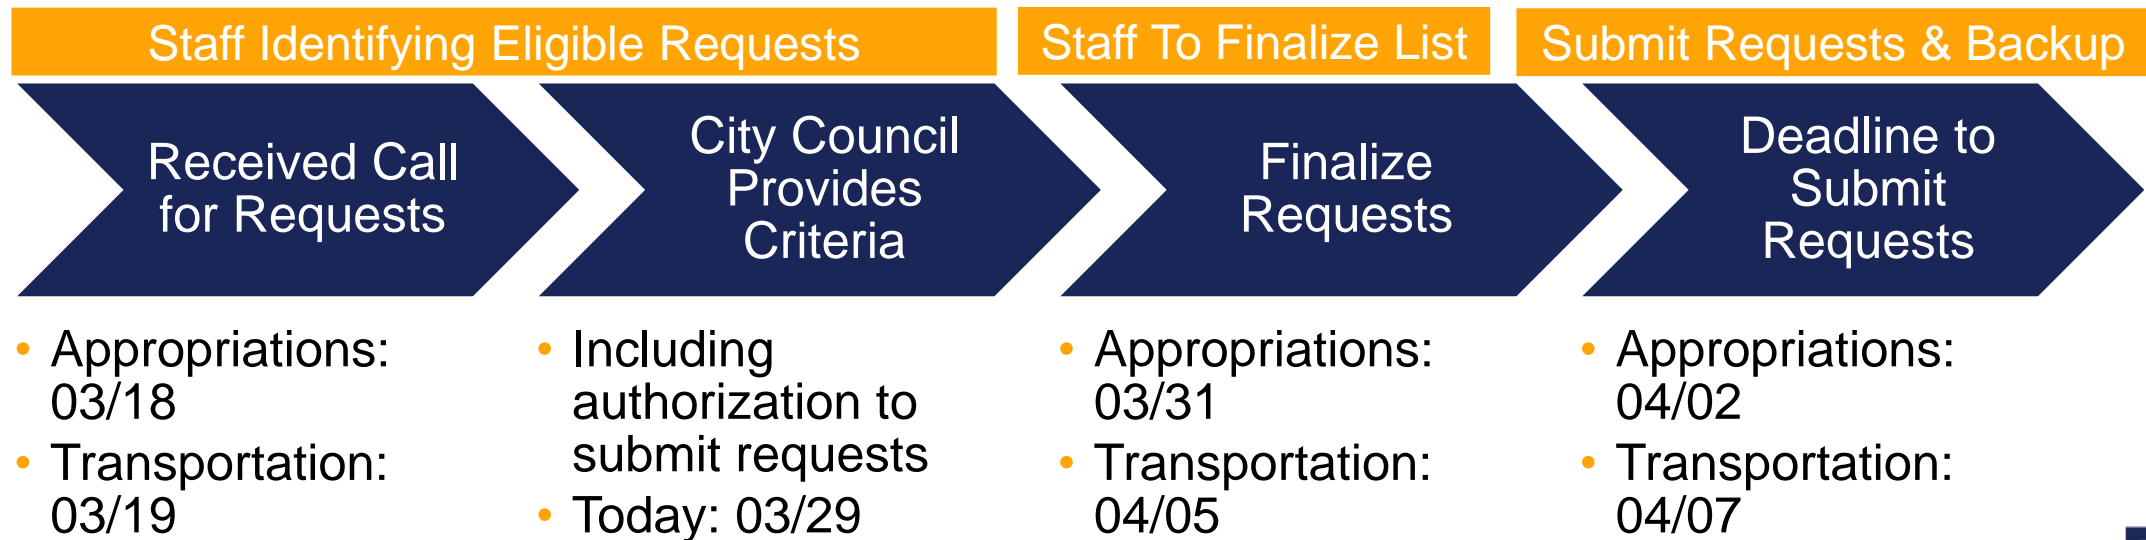 Staff Identifying Eligible Requests
Staff To Finalize List
Submit Requests & Backup
Received Call
for Requests
City Council
Provides
Criteria
Finalize
Requests
Deadline to
Submit
Requests
• Appropriations:
03/18
• Transportation:
03/19
• Including
authorization to
submit requests
• Today: 03/29
• Appropriations:
03/31
• Transportation:
04/05
• Appropriations:
04/02
• Transportation:
04/07